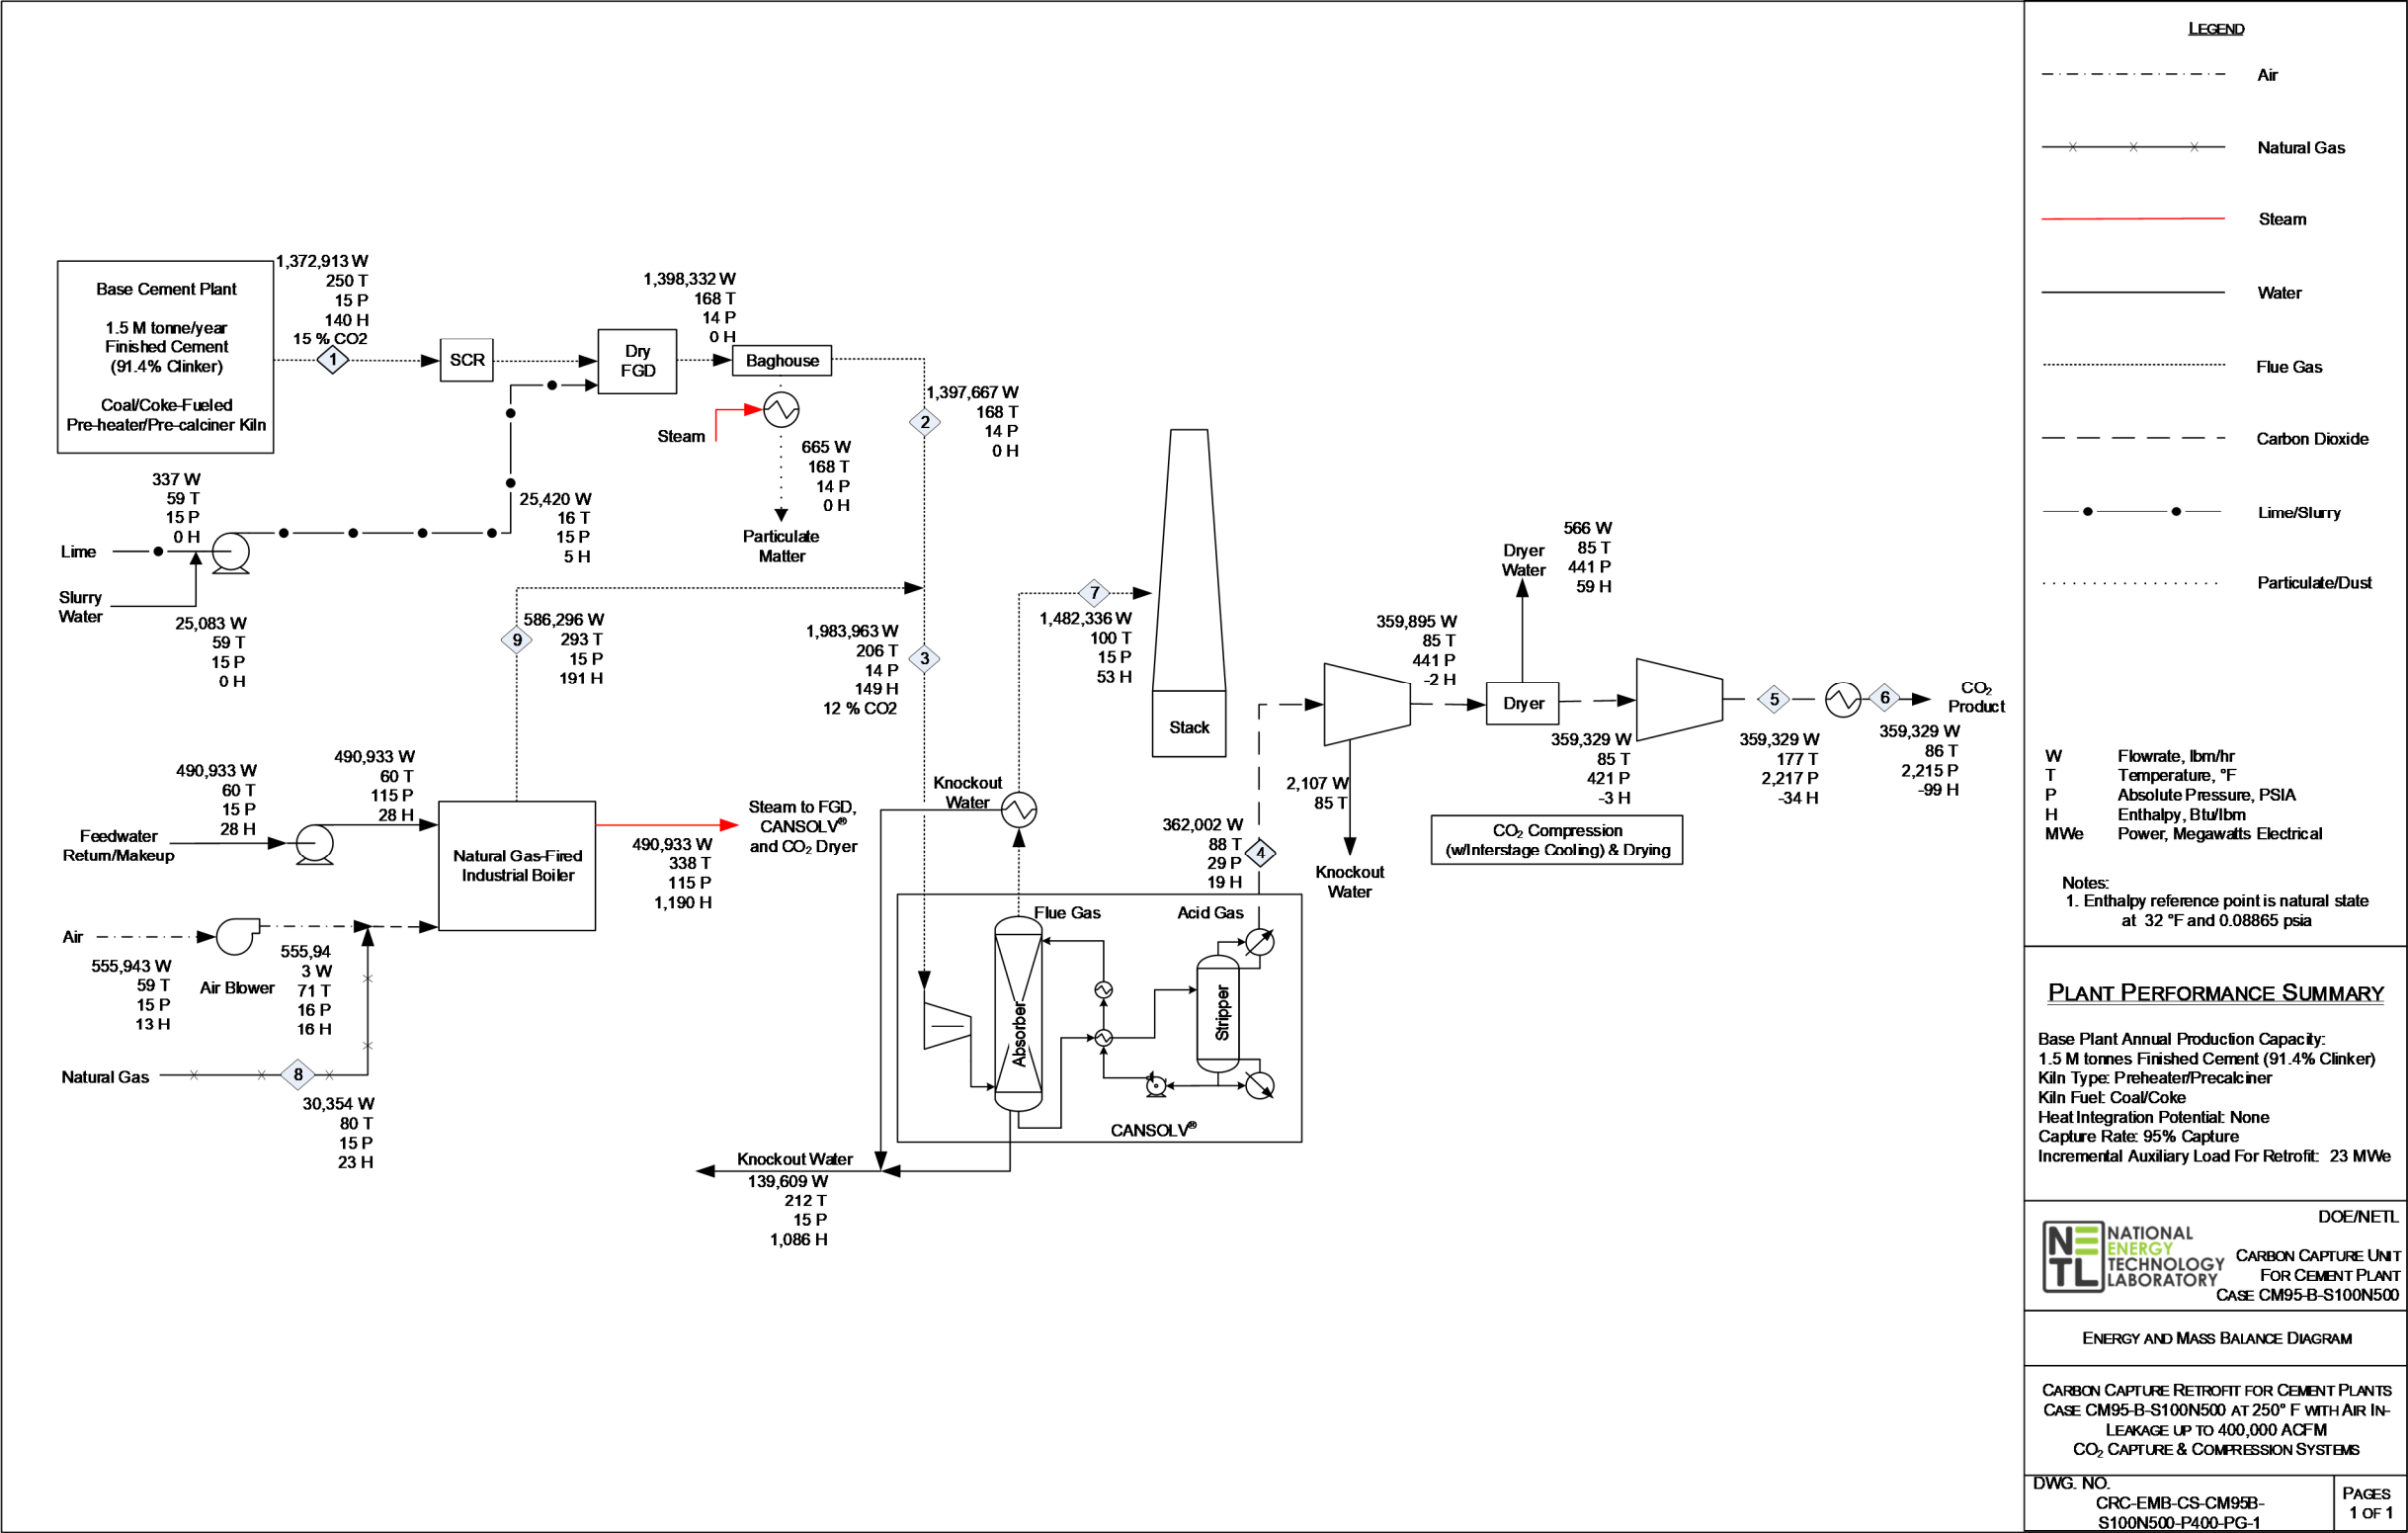 Base Cement Plant
1.5 M tonne/year
Finished Cement
(91.4% Clinker)
Coal/Coke-Fueled
Pre-heater/Pre-calciner Kiln
1,372,913 W
250 T
15 P
140 H
15 % CO2
1
SCR
Dry
FGD
1,398,332 W
168 T
14 P
0 H
Baghouse
Steam
665 W
168 T
14 P
0 H
Particulate
Matter
1,397,667 W
168 T
14 P
0 H
2
337 W
59 T
15 P
0 H
Lime
Slurry
Water
25,083 W
59 T
15 P
0 H
25,420 W
16 T
15 P
5 H
586,296 W
293 T
15 P
191 H
9
1,983,963 W
206 T
14 P
149 H
12 % CO2
3
7
1,482,336 W
100 T
15 P
53 H
Stack
490,933 W
60 T
15 P
28 H
Feedwater
Return/Makeup
490,933 W
60 T
115 P
28 H
Natural Gas-Fired
Industrial Boiler
Steam to FGD,
CANSOLV®
and CO2 Dryer
490,933 W
338 T
115 P
1,190 H
Air
555,943 W
59 T
15 P
13 H
Air Blower
555,94
3 W
71 T
16 P
16 H
Natural Gas
8
30,354 W
80 T
15 P
23 H
Knockout
Water
Flue Gas
Acid Gas
Absorber
Stripper
CANSOLV®
Knockout Water
139,609 W
212 T
15 P
1,086 H
362,002 W
88 T
29 P
19 H
4
2,107 W
85 T
Knockout
Water
359,895 W
85 T
441 P
-2 H
Dryer
Water
566 W
85 T
441 P
59 H
Dryer
359,329 W
85 T
421 P
-3 H
5
359,329 W
177 T
2,217 P
-34 H
6
CO2
Product
359,329 W
86 T
2,215 P
-99 H
CO2 Compression
(w/Interstage Cooling) & Drying
LEGEND
Air
Natural Gas
Steam
Water
Flue Gas
Carbon Dioxide
Lime/Slurry
Particulate/Dust
W Flowrate, lbm/hr
T Temperature, °F
P Absolute Pressure, PSIA
H Enthalpy, Btu/lbm
MWe Power, Megawatts Electrical
Notes:
1. Enthalpy reference point is natural state
at 32 °F and 0.08865 psia
PLANT PERFORMANCE SUMMARY
Base Plant Annual Production Capacity:
1.5 M tonnes Finished Cement (91.4% Clinker)
Kiln Type: Preheater/Precalciner
Kiln Fuel: Coal/Coke
Heat Integration Potential: None
Capture Rate: 95% Capture
Incremental Auxiliary Load For Retrofit: 23 MWe
DOE/NETL
NETL
NATIONAL
ENERGY
TECHNOLOGY
LABORATORY
CARBON CAPTURE UNIT
FOR CEMENT PLANT
CASE CM95-B-S100N500
ENERGY AND MASS BALANCE DIAGRAM
CARBON CAPTURE RETROFIT FOR CEMENT PLANTS
CASE CM95-B-S100N500 AT 250° F WITH AIR IN-
LEAKAGE UP TO 400,000 ACFM
CO2 CAPTURE & COMPRESSION SYSTEMS
DWG. NO.
CRC-EMB-CS-CM95B-
S100N500-P400-PG-1
PAGES
1 OF 1